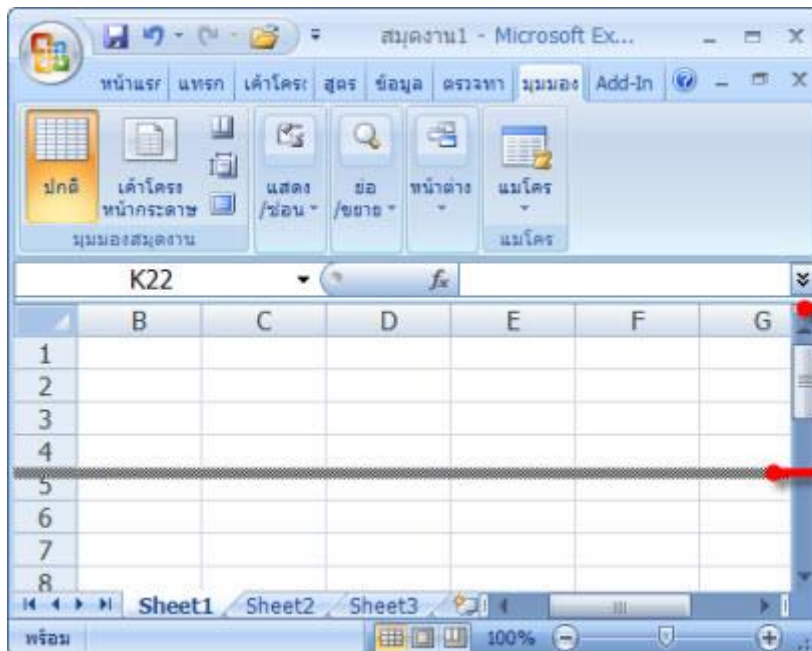 สมุดงาน1 - Microsoft Ex...
หน้าแรก แทรก เค้าโครง สูตร ข้อมูล ตรวจทา มุมมอง Add-In
ปกติ เค้าโครง หน้ากระดาษ แสดง /ซ่อน ย่อ /ขยาย หน้าต่าง แมโคร
มุมมองสมุดงาน แมโคร
K22 fx
B C D E F G
1
2
3
4
5
6
7
8
Sheet1 Sheet2 Sheet3
พร้อม 100%